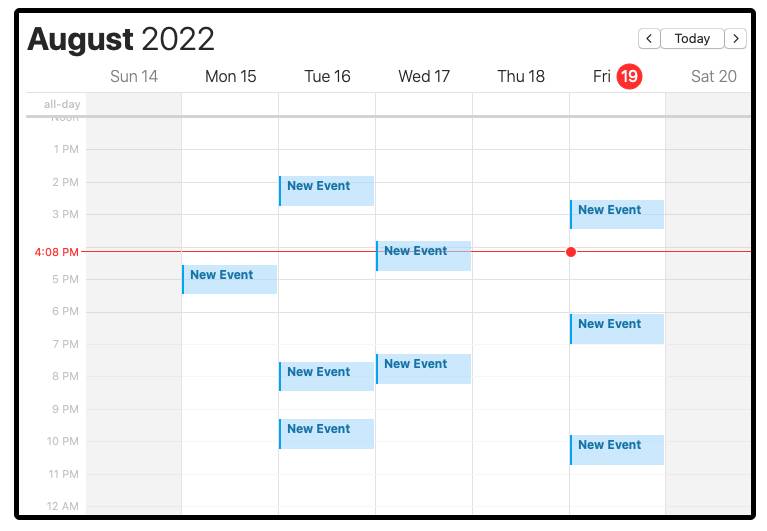 August 2022
Today
Sun 14 Mon 15 Tue 16 Wed 17 Thu 18 Fri 19 Sat 20
all-day
Noon
1 PM
2 PM
New Event
New Event
3 PM
4:08 PM
New Event
New Event
5 PM
6 PM
New Event
7 PM
New Event
New Event
8 PM
9 PM
New Event
10 PM
New Event
11 PM
12 AM